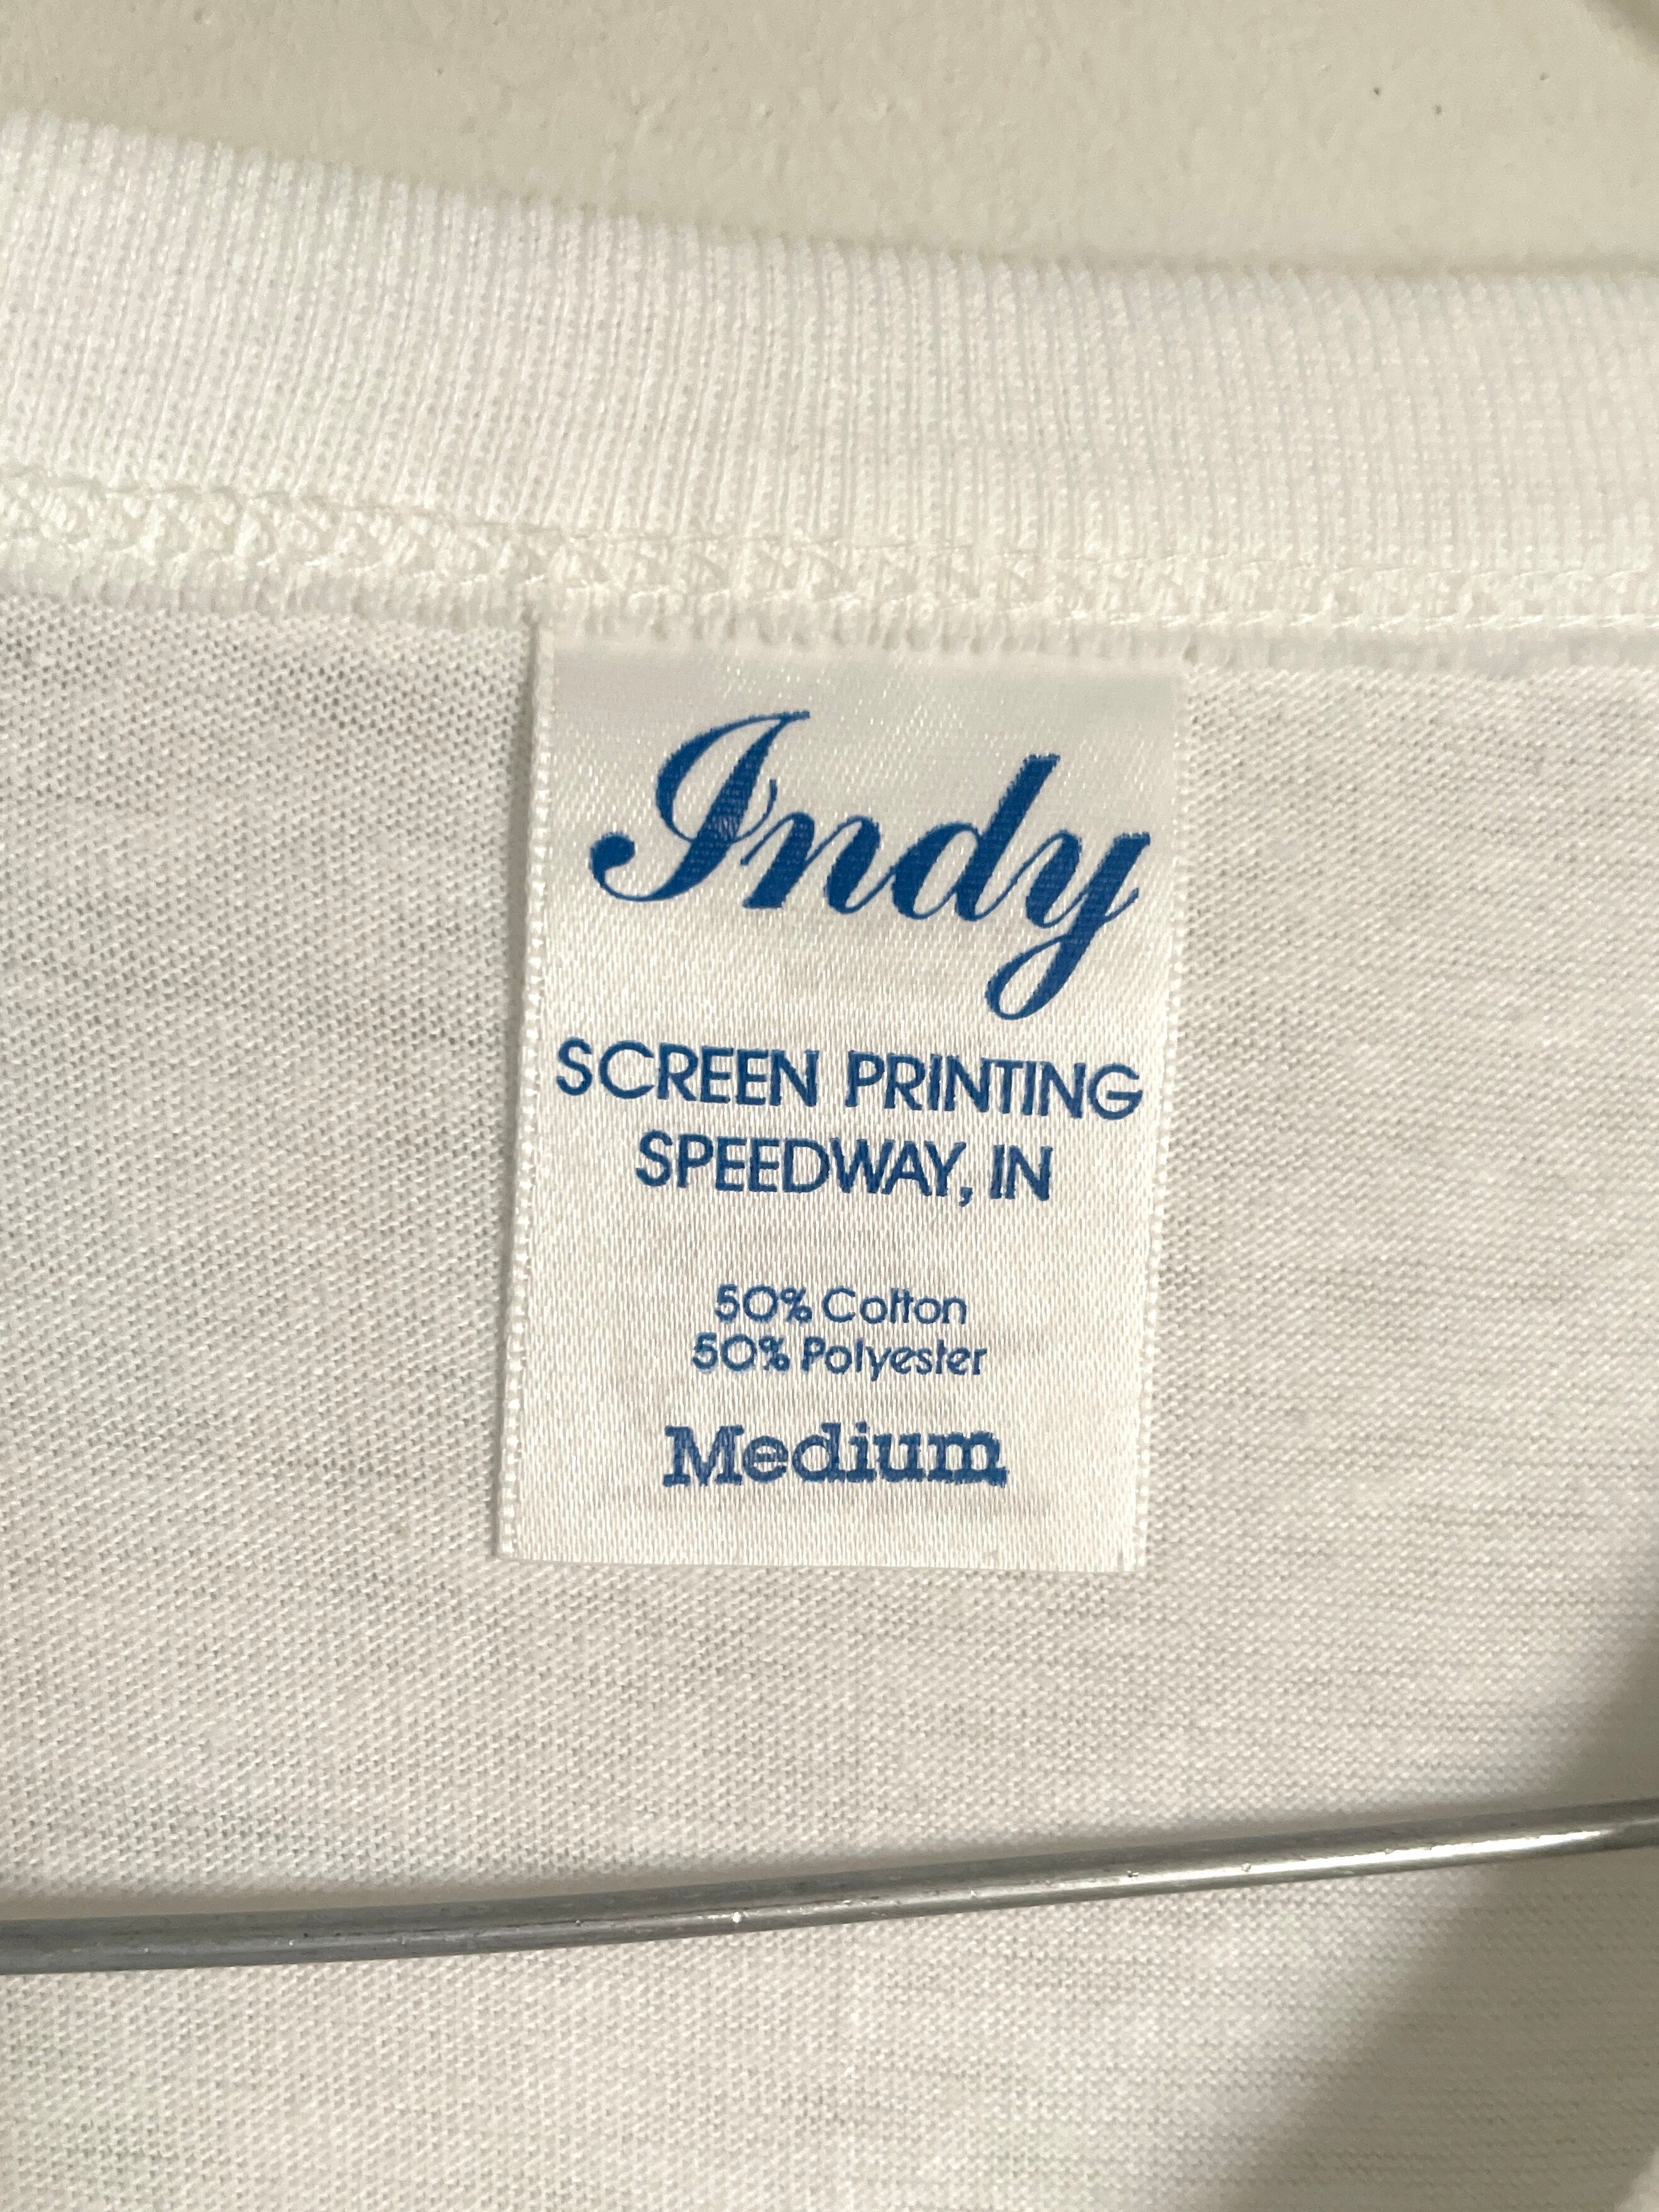 Indy
SCREEN PRINTING
SPEEDWAY, IN
50% Cotton
50% Polyester
Medium